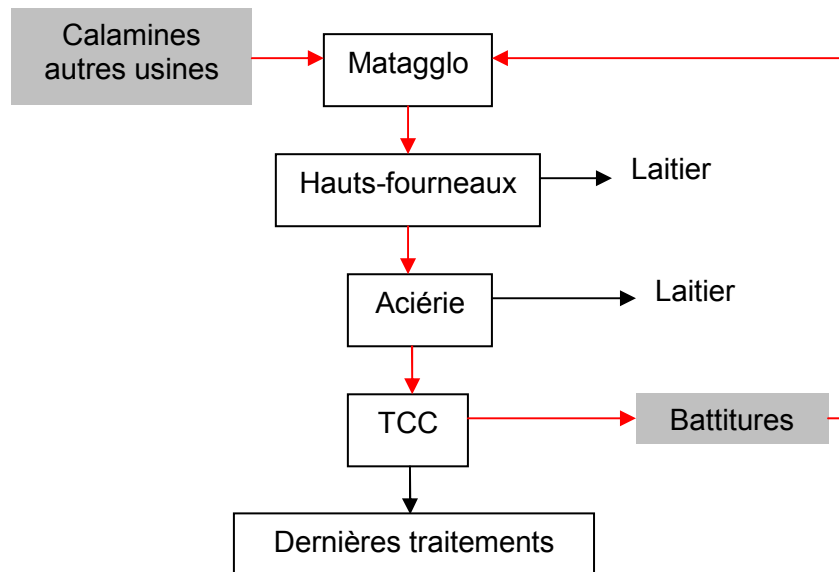 Calamines
autres usines
Matagglo
Hauts-fourneaux
Laitier
Aciérie
Laitier
TCC
Battitures
Dernières traitements